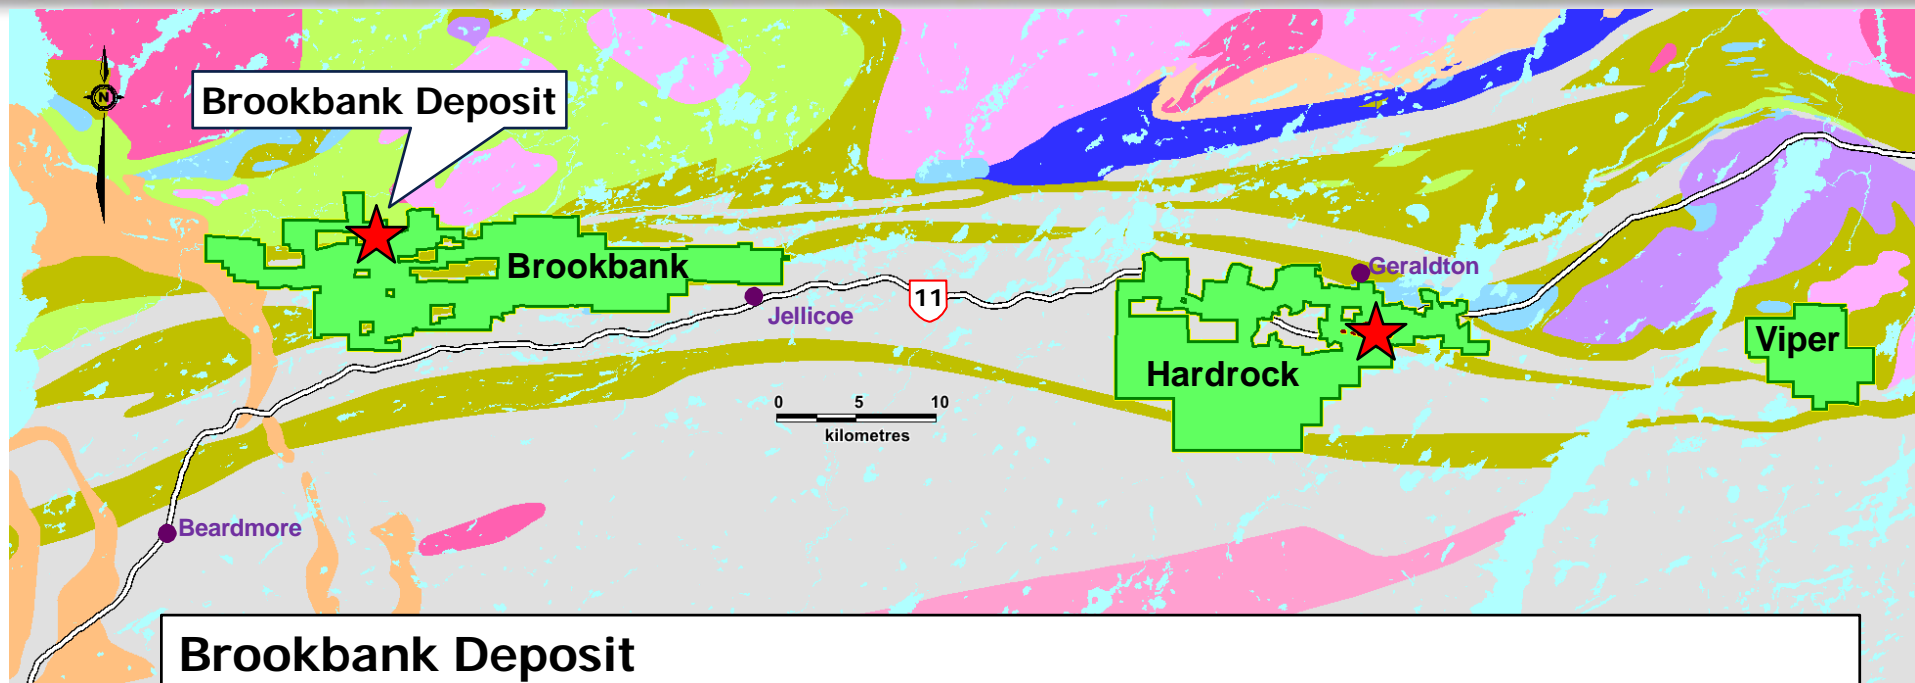 N
Brookbank Deposit
Brookbank
Geraldton
11
Jellicoe
Viper
Hardrock
0 5 10
kilometres
Beardmore
Brookbank Deposit